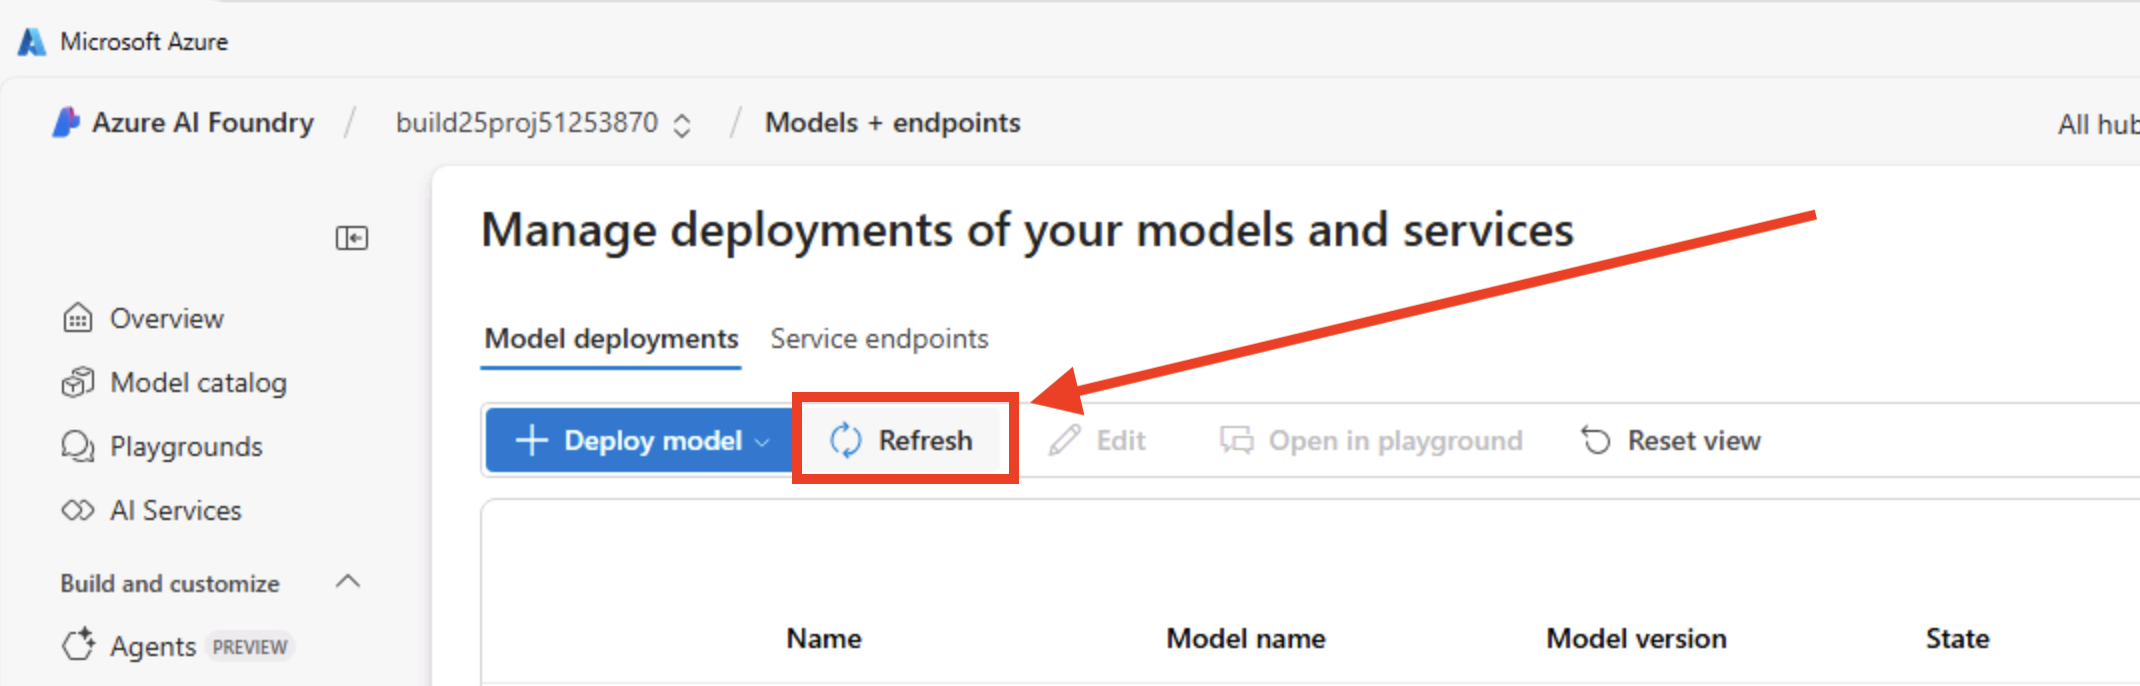 Microsoft Azure
Azure AI Foundry / build25proj51253870 / Models + endpoints
All hub
Manage deployments of your models and services
Overview
Model catalog
Playgrounds
AI Services
Build and customize
Agents PREVIEW
Model deployments Service endpoints
Deploy model Refresh Edit Open in playground Reset view
Name Model name Model version State